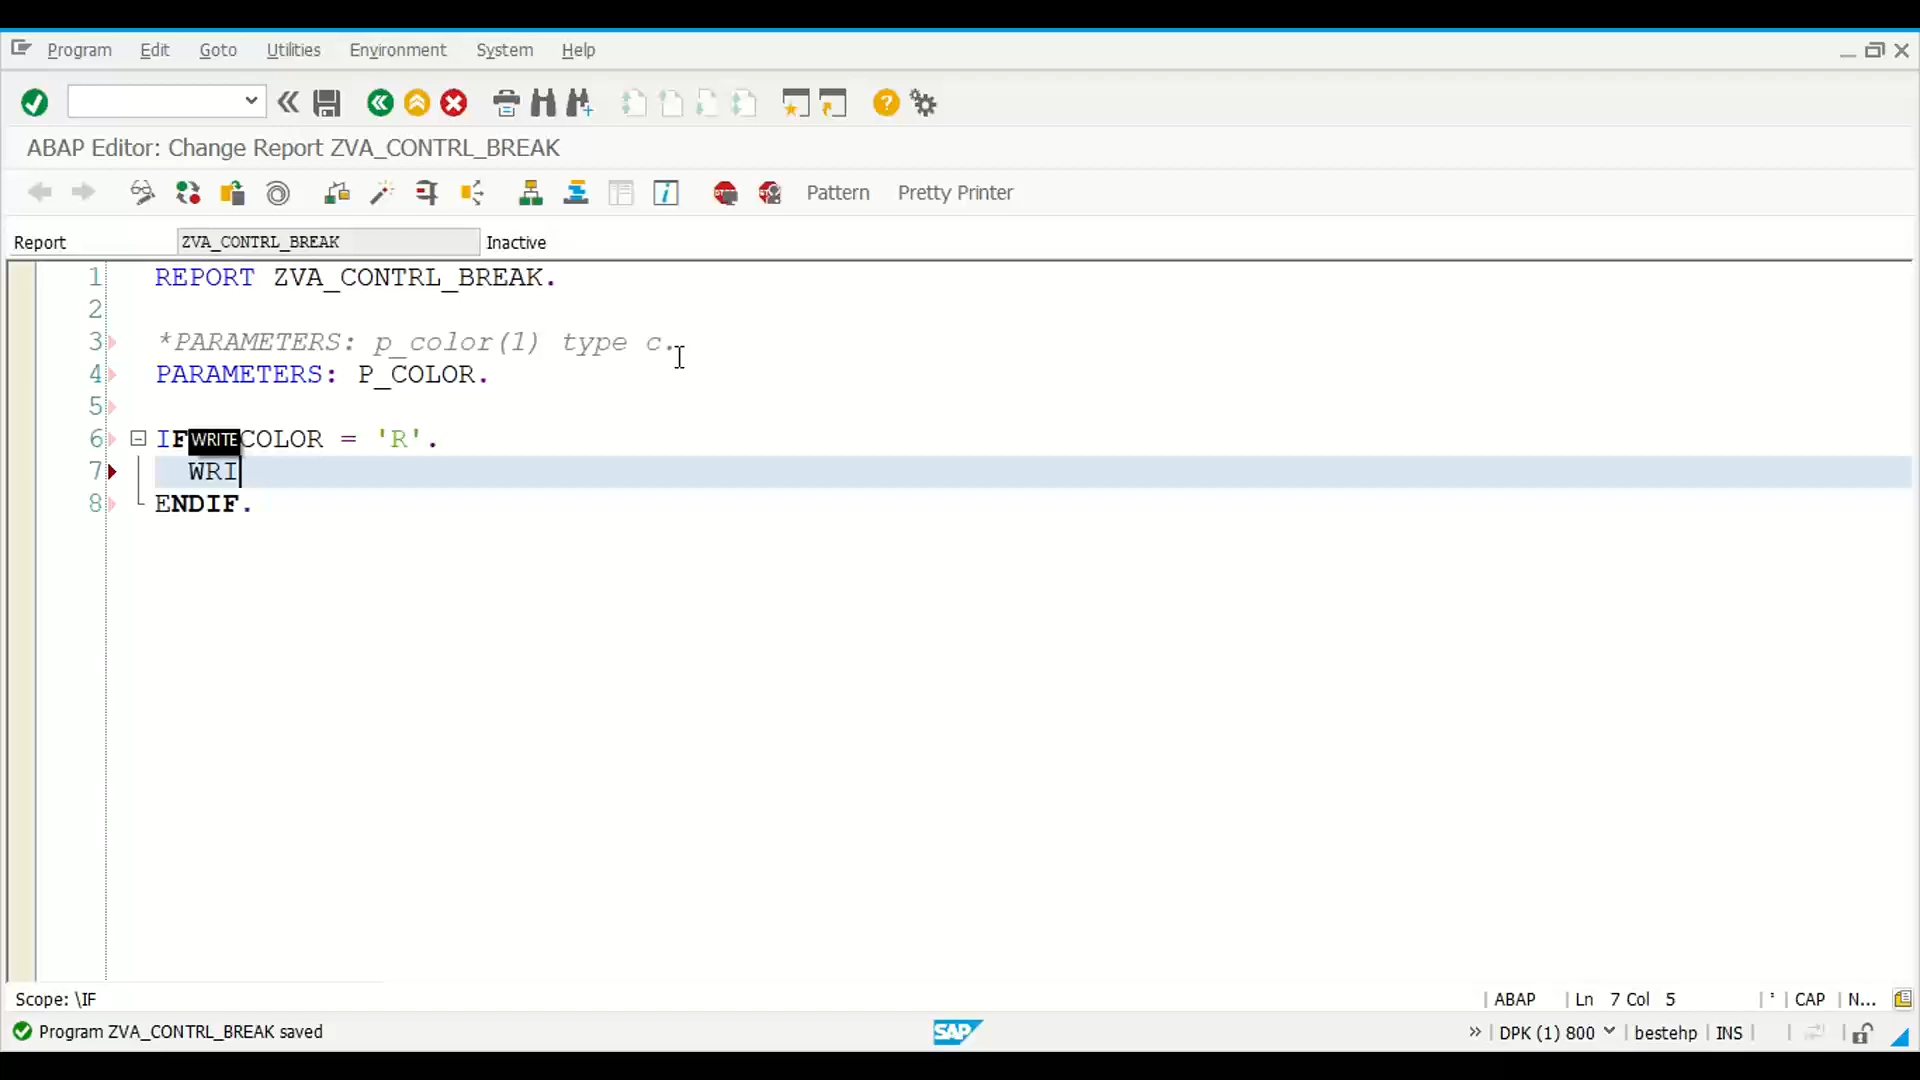 Program Edit Goto Utilities Environment System Help
ABAP Editor: Change Report ZVA_CONTRL_BREAK
Pattern Pretty Printer
Report ZVA_CONTRL_BREAK Inactive
1 REPORT ZVA_CONTRL_BREAK.
2
3 *PARAMETERS: p_color(1) type c.
4 PARAMETERS: P_COLOR.
5
6 IF WRITE COLOR = 'R'.
7 WRI
8 ENDIF.
Scope: \IF ABAP Ln 7 Col 5 CAP N...
Program ZVA_CONTRL_BREAK saved SAP DPK (1) 800 bestehp INS